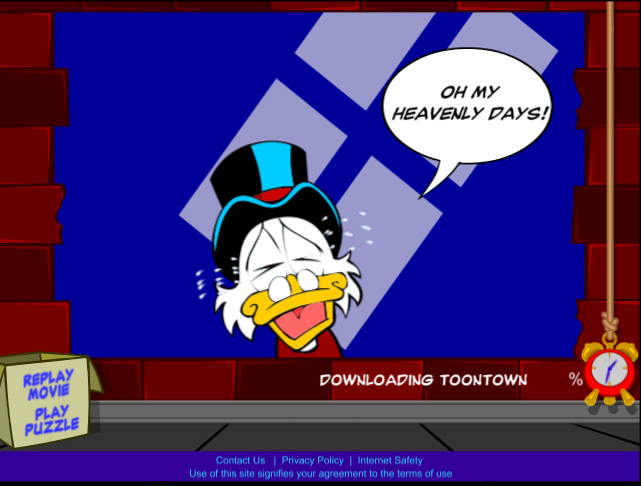 OH MY
HEAVENLY DAYS!
DOWNLOADING TOONTOWN %
REPLAY
MOVIE
PLAY
PUZZLE
Contact Us | Privacy Policy | Internet Safety
Use of this site signifies your agreement to the terms of use